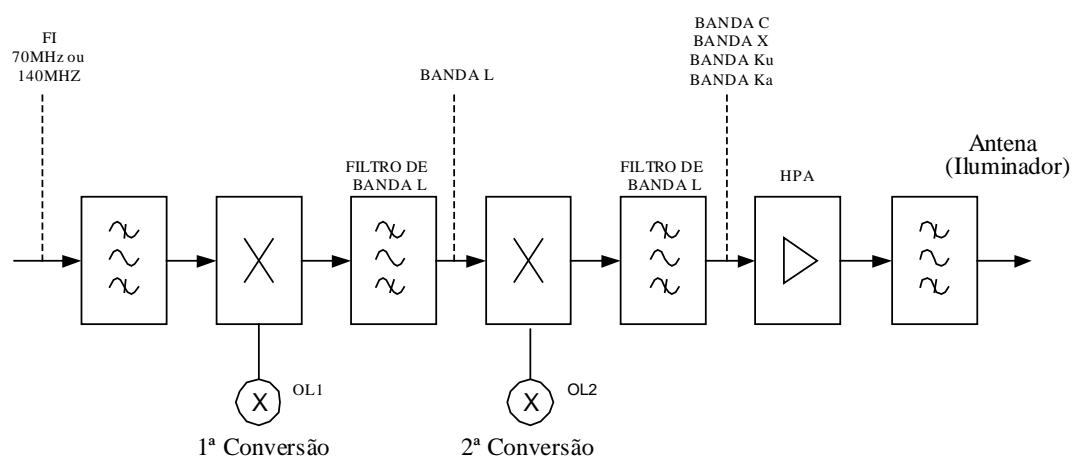 FI
70MHz ou
140MHZ
BANDA L
BANDA C
BANDA X
BANDA Ku
BANDA Ka
FILTRO DE
BANDA L
FILTRO DE
BANDA L
HPA
Antena
(Iluminador)
X
OL1
X
OL2
1ª Conversão
2ª Conversão